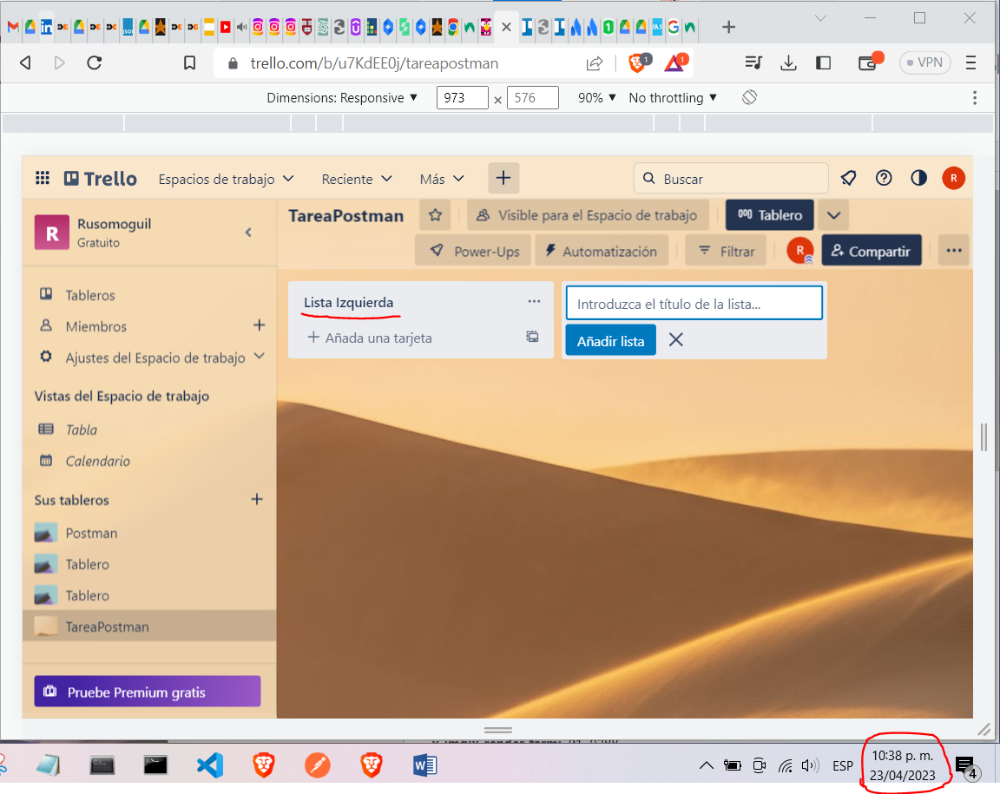 trello.com/b/u7KdEE0j/tareapostman
1
1
VPN
Dimensions: Responsive
973
×
576
90%
No throttling
Trello
Espacios de trabajo
Reciente
Más
Buscar
R
R
Rusomoguil
Gratuito
TareaPostman
Visible para el Espacio de trabajo
Tablero
Power-Ups
Automatización
Filtrar
R
Compartir
Tableros
Miembros
Ajustes del Espacio de trabajo
Vistas del Espacio de trabajo
Tabla
Calendario
Sus tableros
Postman
Tablero
Tablero
TareaPostman
Pruebe Premium gratis
Lista Izquierda
Añada una tarjeta
Introduzca el título de la lista...
Añadir lista
ESP
10:38 p. m.
23/04/2023
4